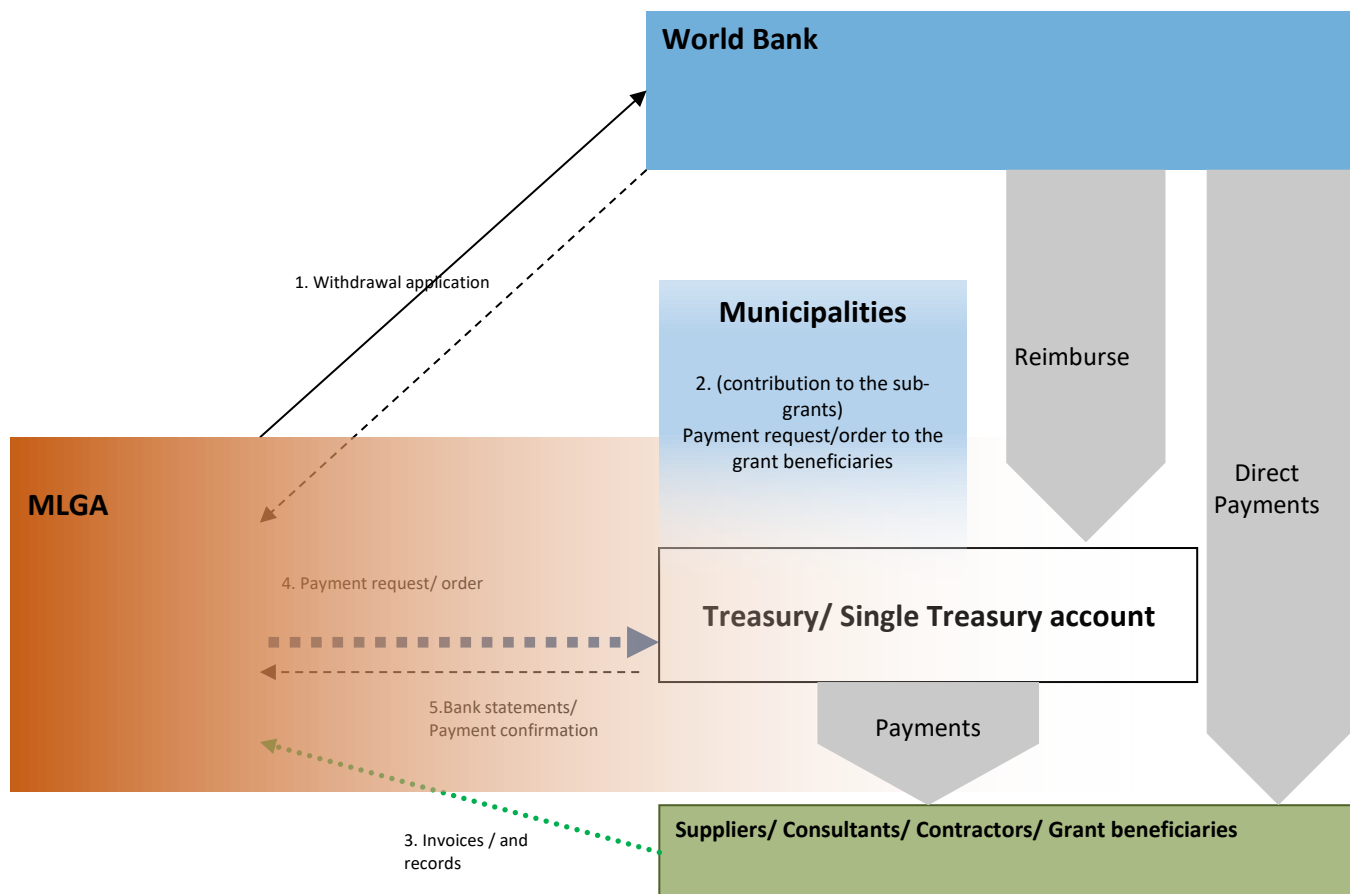 World Bank
1. Withdrawal application
Municipalities
2. (contribution to the sub-
grants)
Payment request/order to the
grant beneficiaries
Reimburse
Direct
Payments
MLGA
4. Payment request/ order
Treasury/ Single Treasury account
5.Bank statements/
Payment confirmation
Payments
3. Invoices / and
records
Suppliers/ Consultants/ Contractors/ Grant beneficiaries